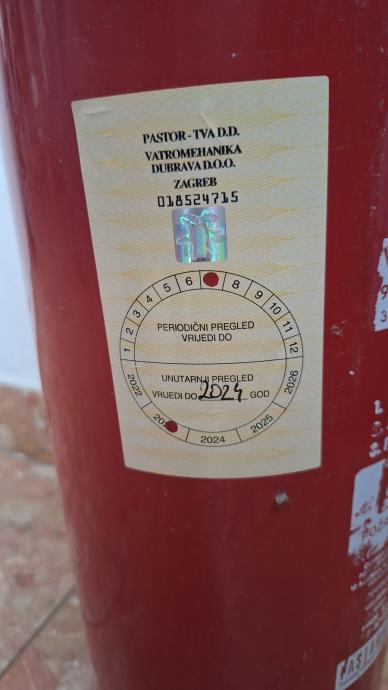 PASTOR - TVA D.D.
VATROMEHANIKA
DUBRAVA D.O.O.
ZAGREB
018524715
1 2 3 4 5 6 8 9 10 11 12
PERIODIČNI PREGLED
VRIJEDI DO
UNUTARNJI PREGLED
VRIJEDI DO 2024 GOD
2022 2024 2025 2026